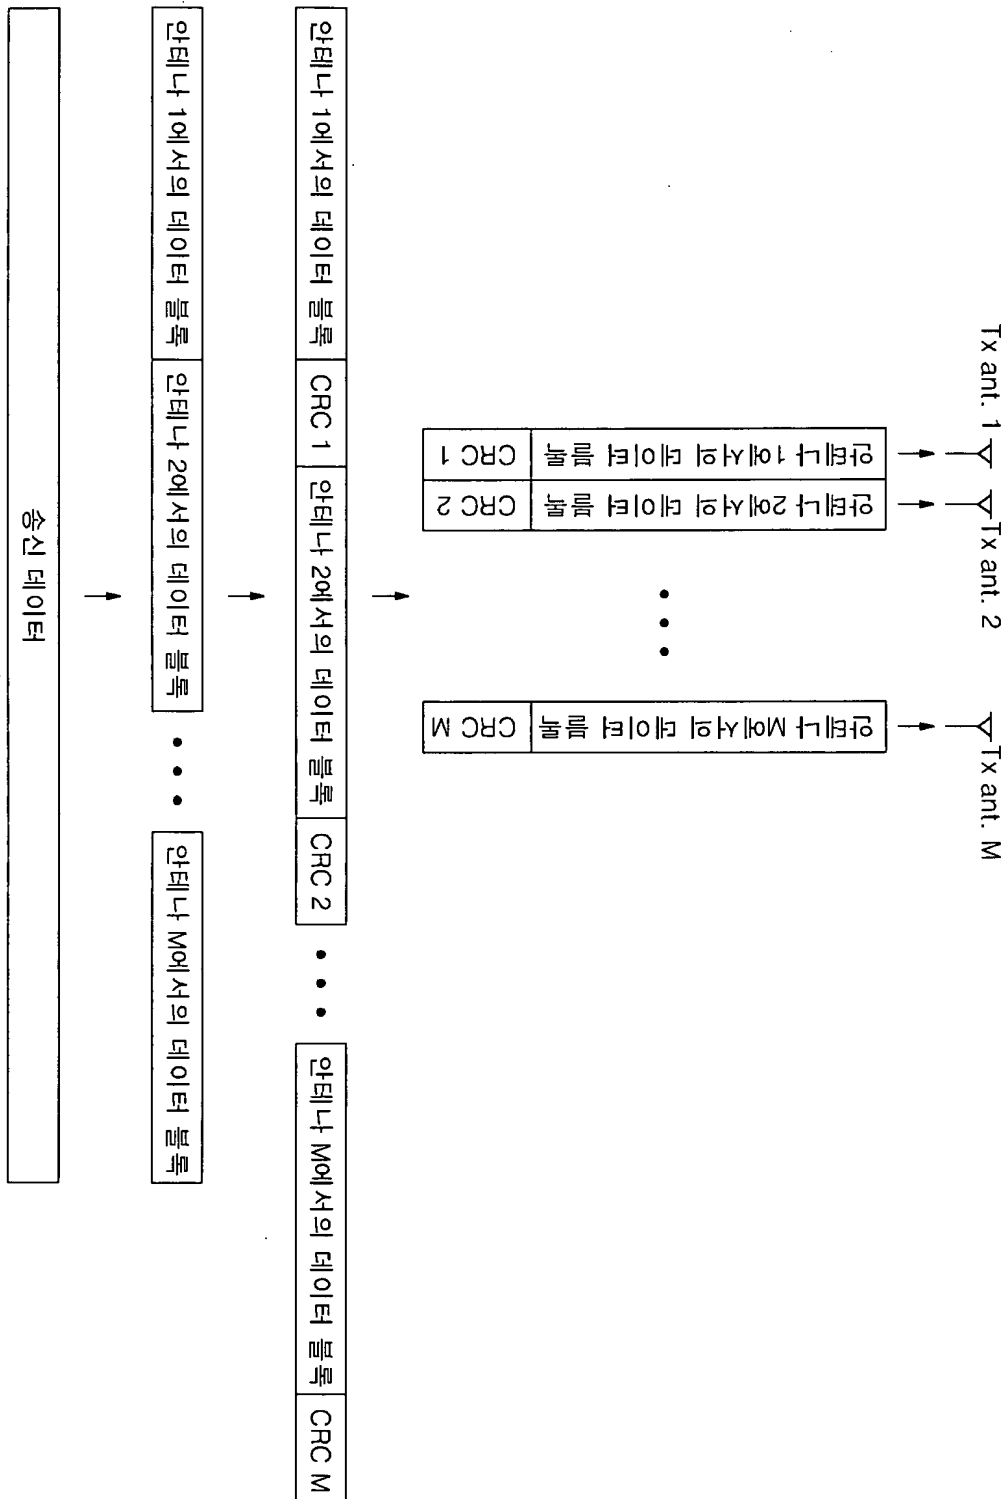 송신 데이터
안테나 1에서의 데이터 블록
안테나 2에서의 데이터 블록
안테나 M에서의 데이터 블록
안테나 1에서의 데이터 블록
CRC 1
안테나 2에서의 데이터 블록
CRC 2
안테나 M에서의 데이터 블록
CRC M
안테나 1에서의 데이터 블록
CRC 1
Tx ant. 1
안테나 2에서의 데이터 블록
CRC 2
Tx ant. 2
안테나 M에서의 데이터 블록
CRC M
Tx ant. M